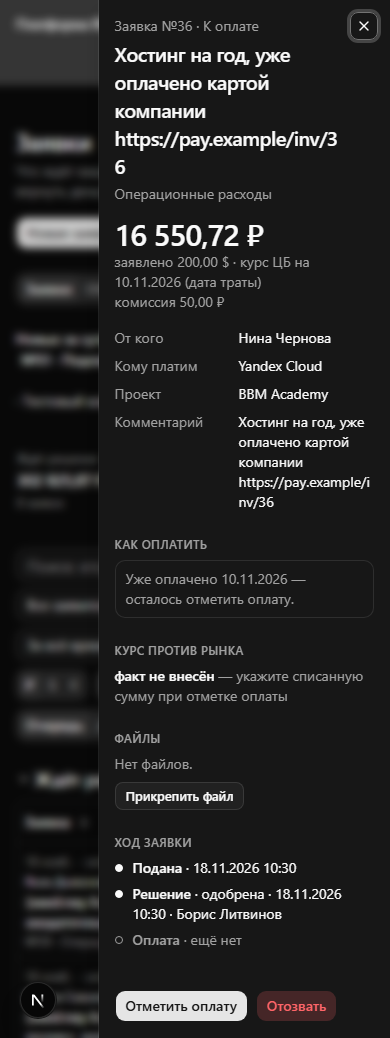 Заявка №36 · К оплате
Хостинг на год, уже
оплачено картой
компании
https://pay.example/inv/3
6
Операционные расходы
16 550,72 ₽
заявлено 200,00 $ · курс ЦБ на
10.11.2026 (дата траты)
комиссия 50,00 ₽
От кого Нина Чернова
Кому платим Yandex Cloud
Проект BBM Academy
Комментарий Хостинг на год, уже
оплачено картой
компании
https://pay.example/i
nv/36
КАК ОПЛАТИТЬ
Уже оплачено 10.11.2026 —
осталось отметить оплату.
КУРС ПРОТИВ РЫНКА
факт не внесён — укажите списанную
сумму при отметке оплаты
ФАЙЛЫ
Нет файлов.
Прикрепить файл
ХОД ЗАЯВКИ
Подана · 18.11.2026 10:30
Решение · одобрена · 18.11.2026
10:30 · Борис Литвинов
Оплата · ещё нет
N
Отметить оплату Отозвать